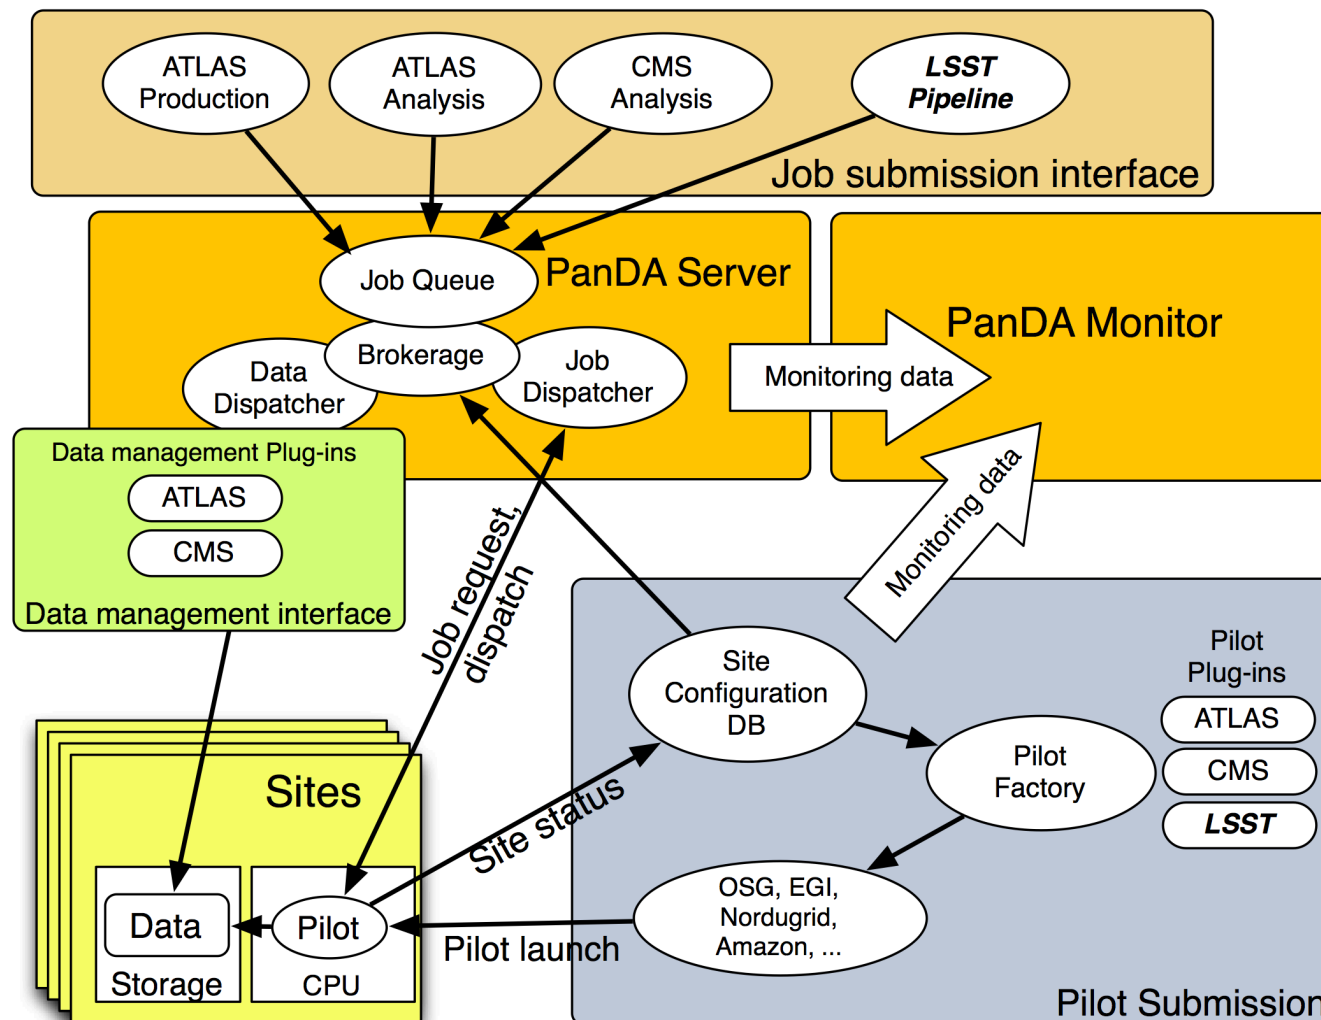 ATLAS
Production
ATLAS
Analysis
CMS
Analysis
LSST
Pipeline
Job submission interface
Job Queue
PanDA Server
Brokerage
Data
Dispatcher
Job
Dispatcher
Monitoring data
PanDA Monitor
Data management Plug-ins
ATLAS
CMS
Data management interface
Job request,
dispatch
Monitoring data
Site
Configuration
DB
Pilot
Factory
Pilot
Plug-ins
ATLAS
CMS
LSST
Sites
Site status
OSG, EGI,
Nordugrid,
Amazon, ...
Pilot launch
Data
Storage
Pilot
CPU
Pilot Submission